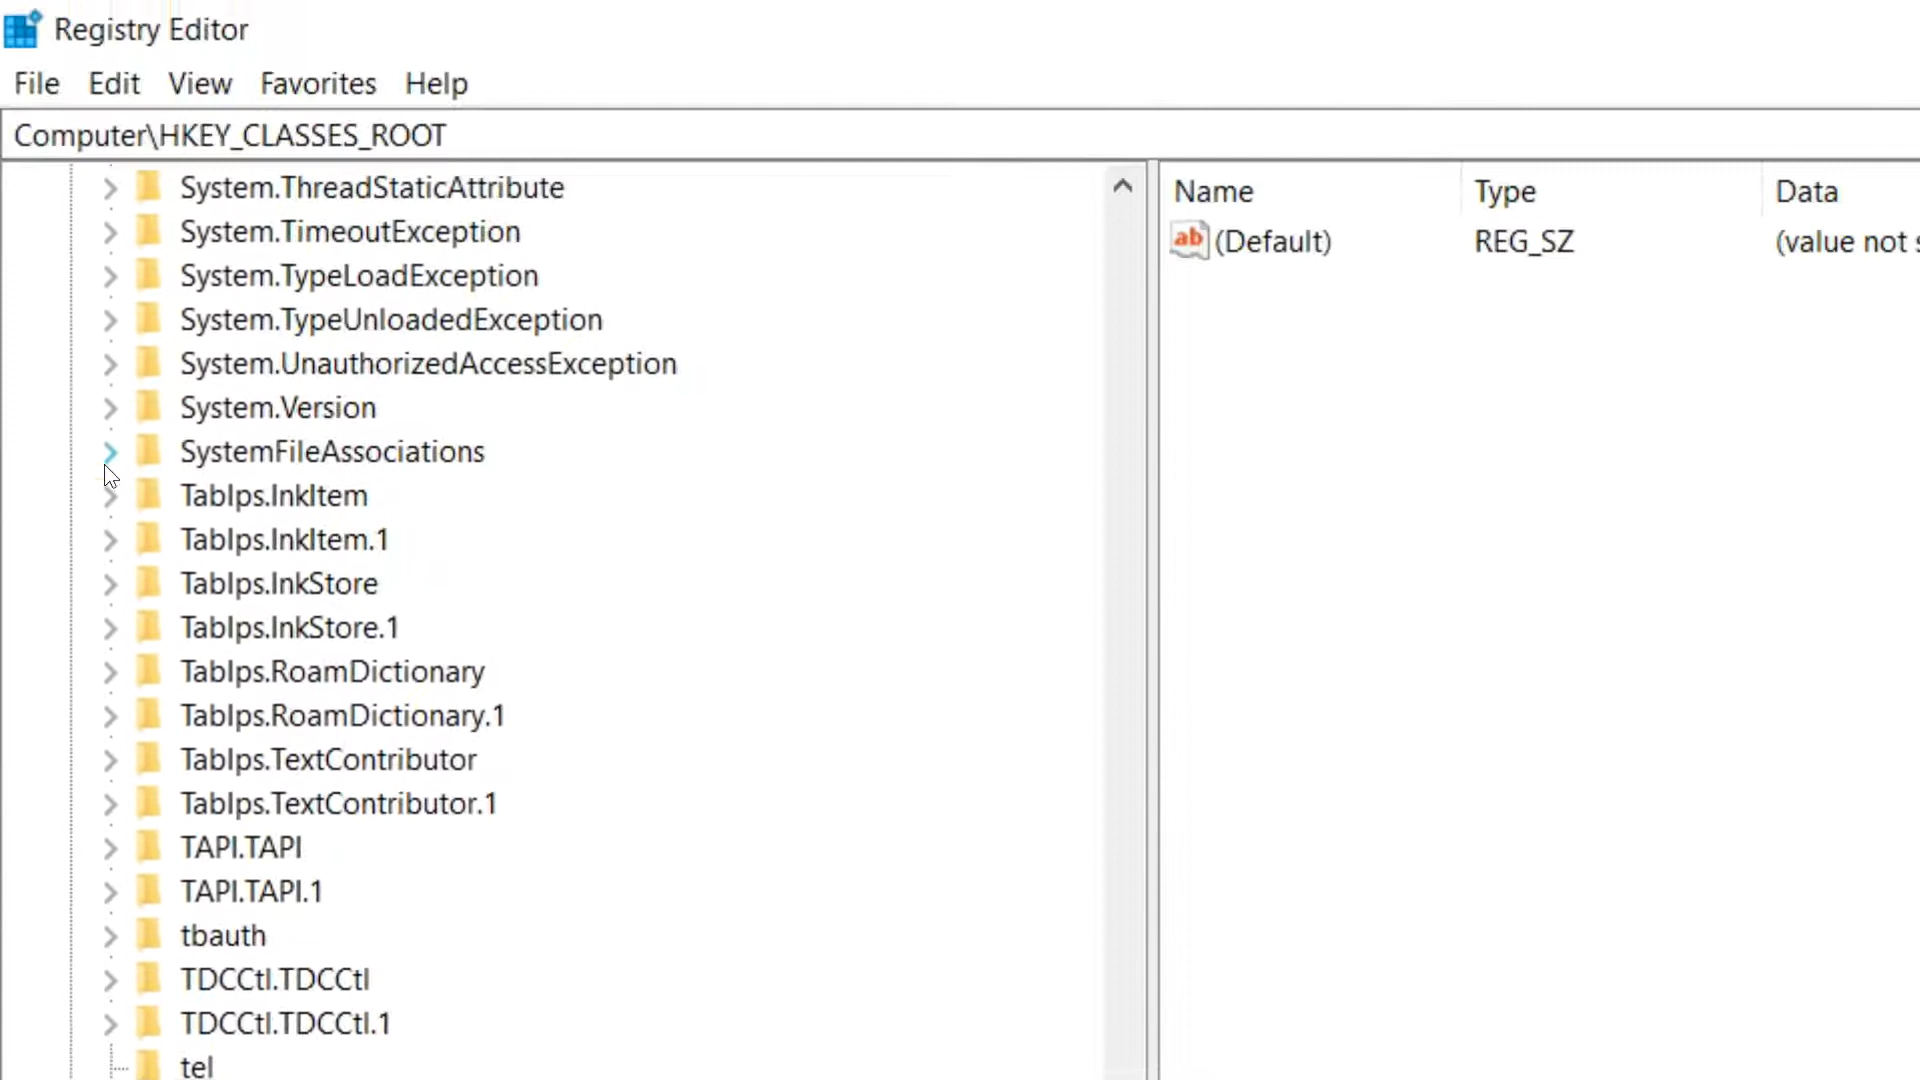 Registry Editor
File Edit View Favorites Help
Computer\HKEY_CLASSES_ROOT
System.ThreadStaticAttribute
System.TimeoutException
System.TypeLoadException
System.TypeUnloadedException
System.UnauthorizedAccessException
System.Version
SystemFileAssociations
TabIps.InkItem
TabIps.InkItem.1
TabIps.InkStore
TabIps.InkStore.1
TabIps.RoamDictionary
TabIps.RoamDictionary.1
TabIps.TextContributor
TabIps.TextContributor.1
TAPI.TAPI
TAPI.TAPI.1
tbauth
TDCCtl.TDCCtl
TDCCtl.TDCCtl.1
tel
Name Type Data
ab (Default) REG_SZ (value not